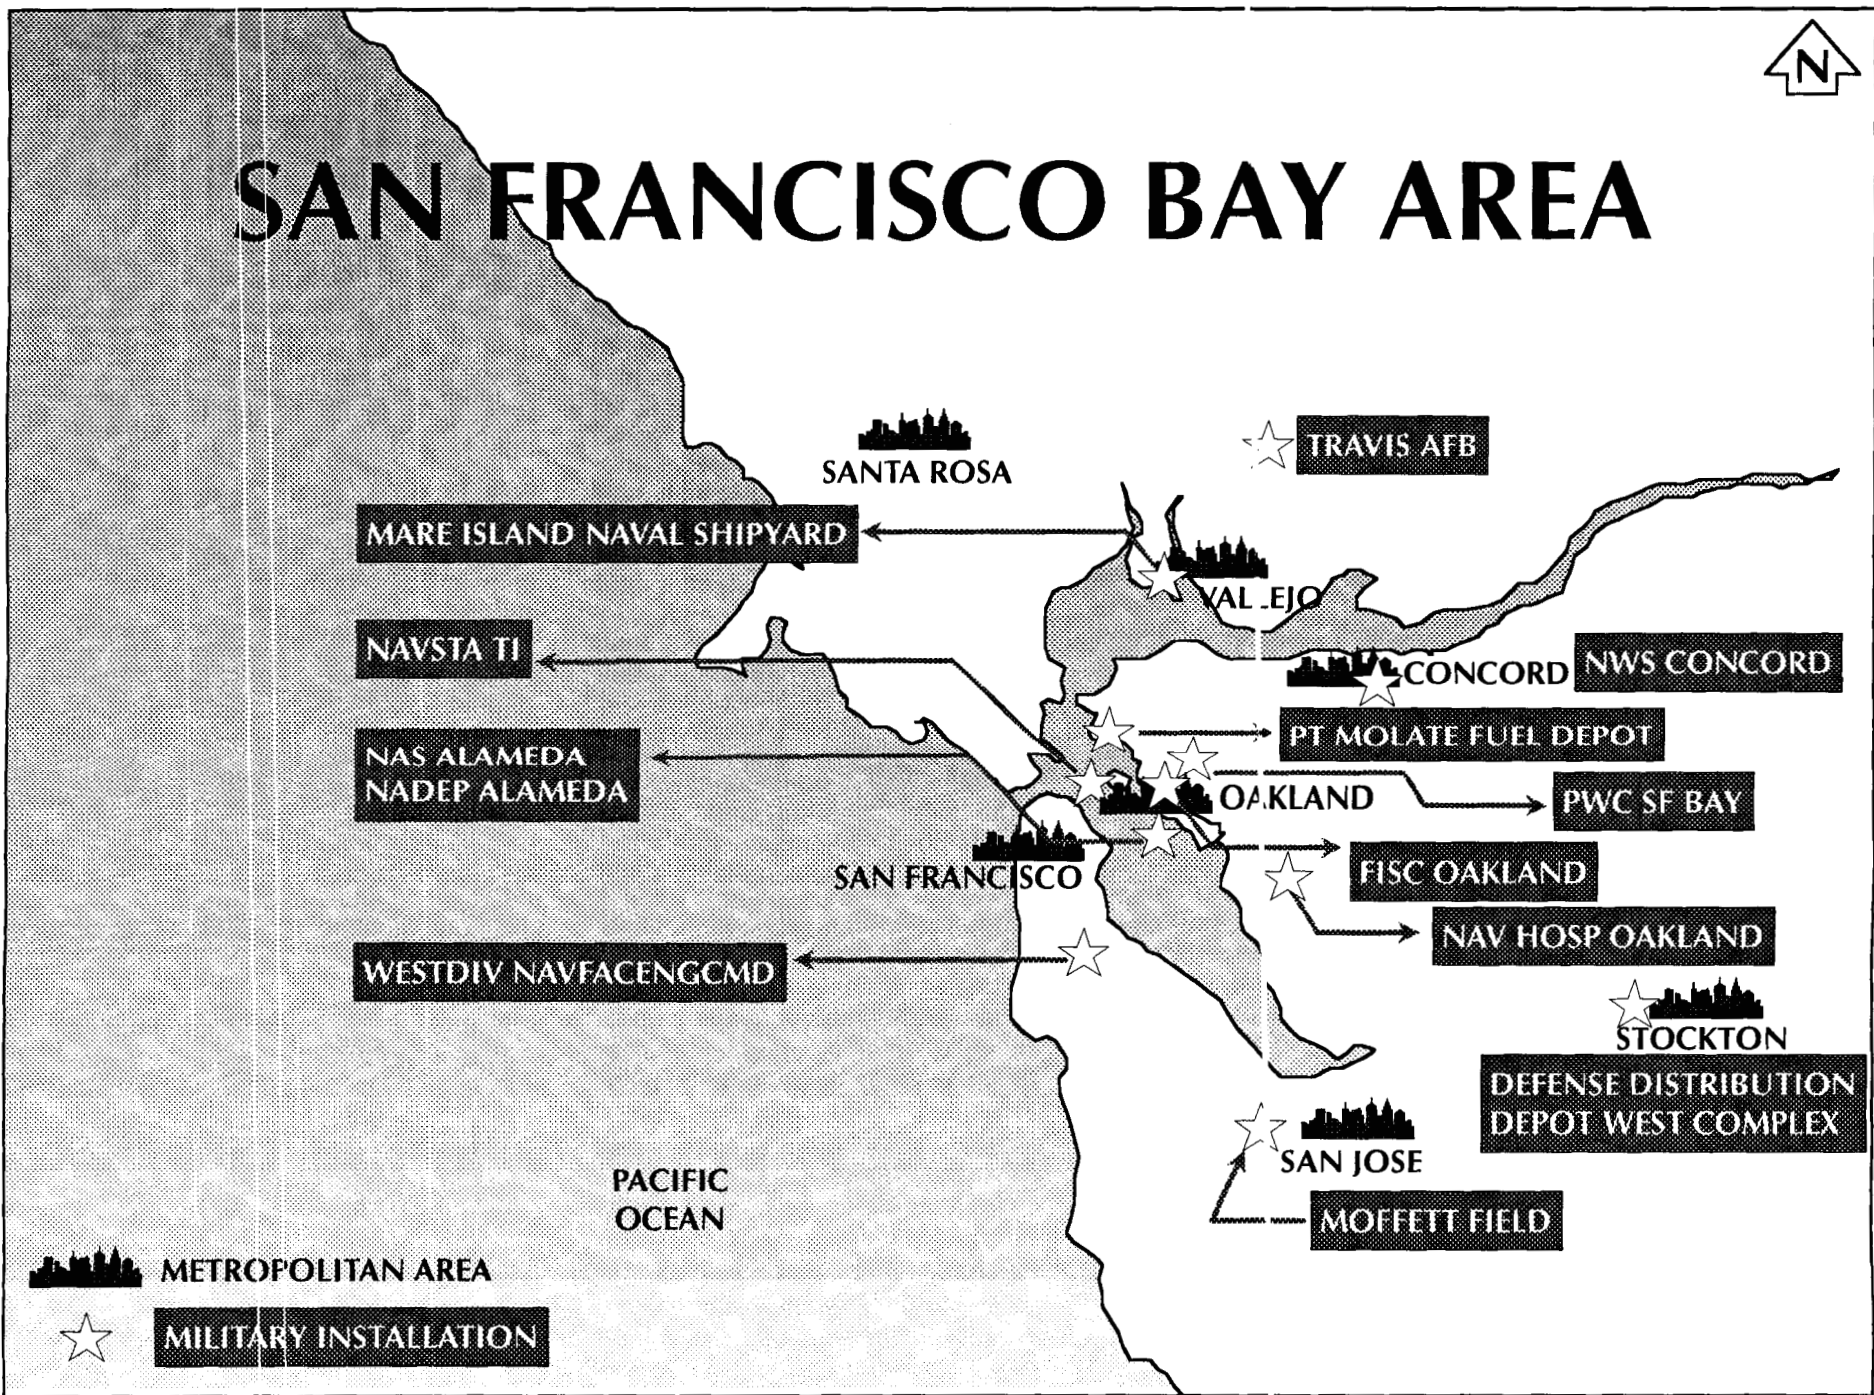 N
SAN FRANCISCO BAY AREA
SANTA ROSA
TRAVIS AFB
MARE ISLAND NAVAL SHIPYARD
VALLEJO
NAVSTA TI
CONCORD
NWS CONCORD
PT MOLATE FUEL DEPOT
NAS ALAMEDA
NADEP ALAMEDA
OAKLAND
PWC SF BAY
SAN FRANCISCO
FISC OAKLAND
NAV HOSP OAKLAND
WESTDIV NAVFACENGCMD
STOCKTON
DEFENSE DISTRIBUTION
DEPOT WEST COMPLEX
SAN JOSE
MOFFETT FIELD
PACIFIC
OCEAN
METROPOLITAN AREA
MILITARY INSTALLATION